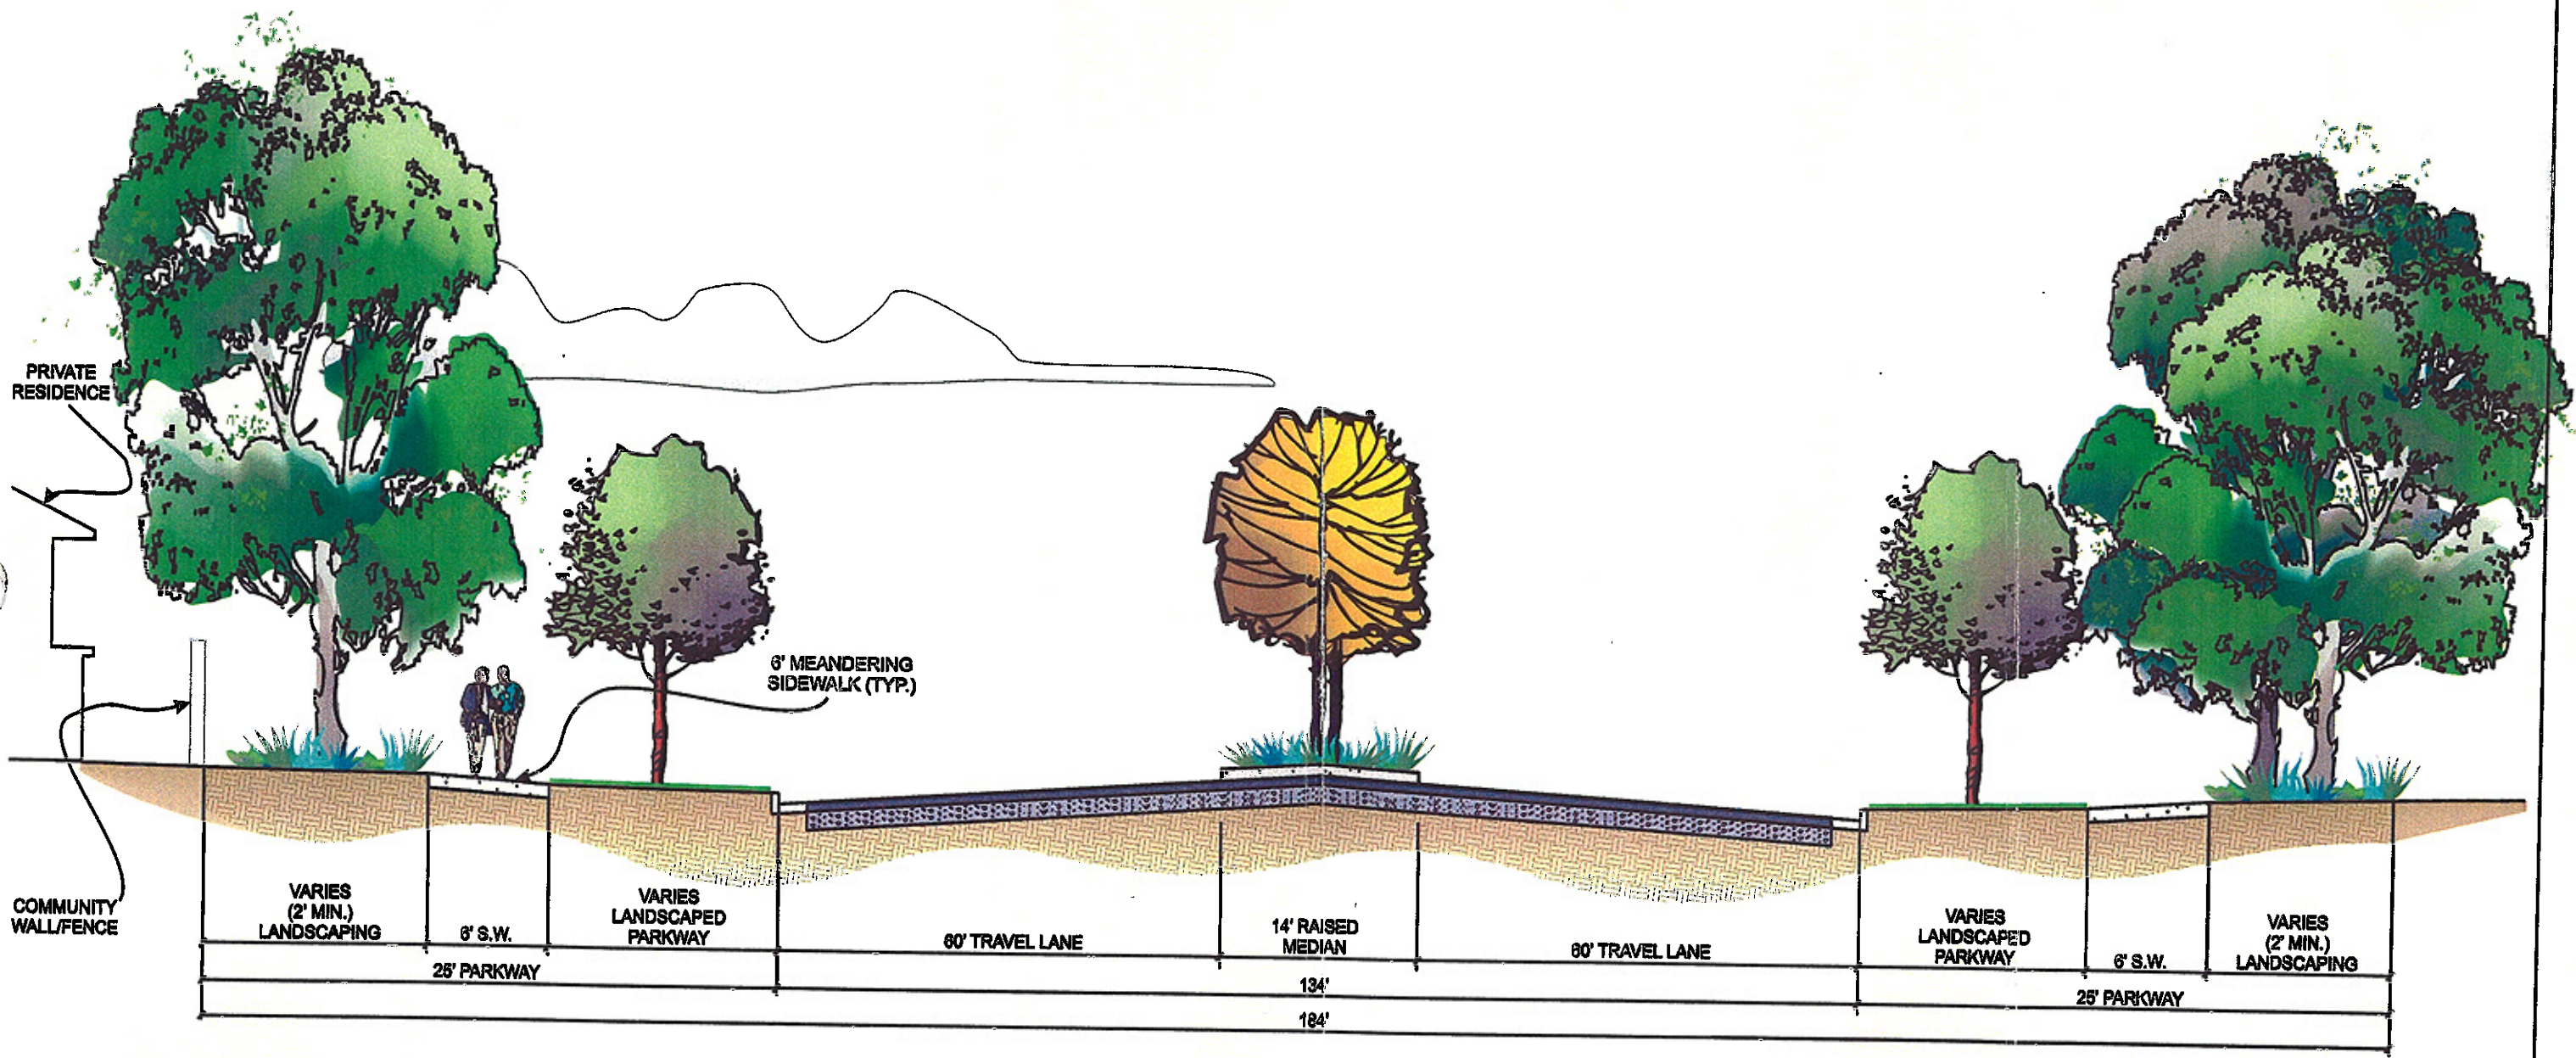 PRIVATE
RESIDENCE
6' MEANDERING
SIDEWALK (TYP.)
COMMUNITY
WALL/FENCE
VARIES
(2' MIN.)
LANDSCAPING
6' S.W.
VARIES
LANDSCAPED
PARKWAY
60' TRAVEL LANE
14' RAISED
MEDIAN
60' TRAVEL LANE
VARIES
LANDSCAPED
PARKWAY
6' S.W.
VARIES
(2' MIN.)
LANDSCAPING
25' PARKWAY
134'
25' PARKWAY
184'